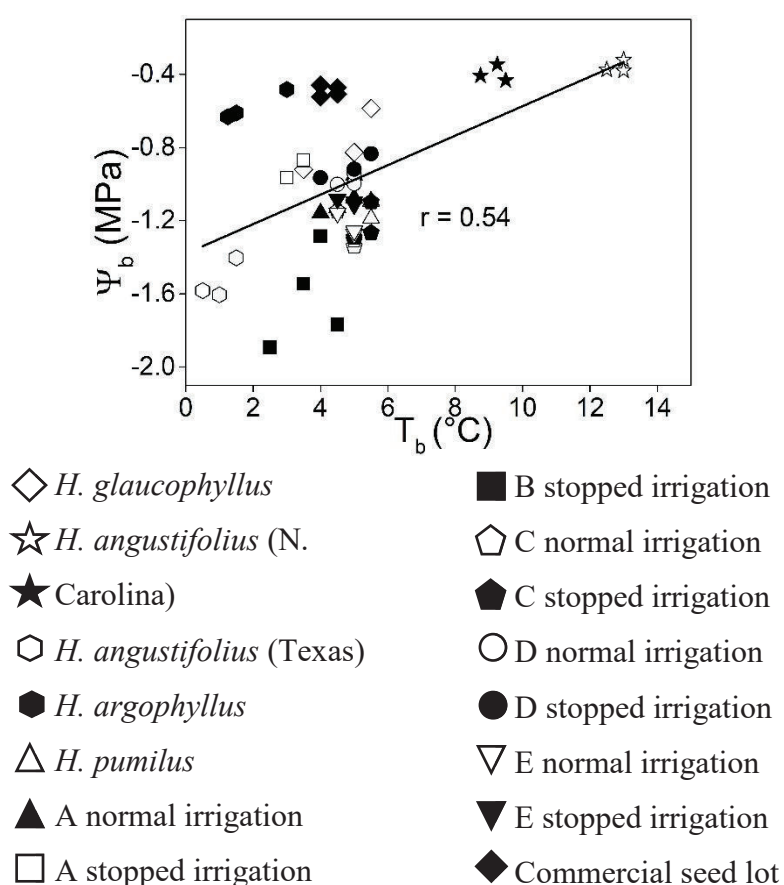 -0.4
-0.8
-1.2
-1.6
-2.0
Ψb (MPa)
r = 0.54
0 2 4 6 8 10 12 14
Tb (°C)
H. glaucophyllus
H. angustifolius (N.
Carolina)
H. angustifolius (Texas)
H. argophyllus
H. pumilus
A normal irrigation
A stopped irrigation
B stopped irrigation
C normal irrigation
C stopped irrigation
D normal irrigation
D stopped irrigation
E normal irrigation
E stopped irrigation
Commercial seed lot